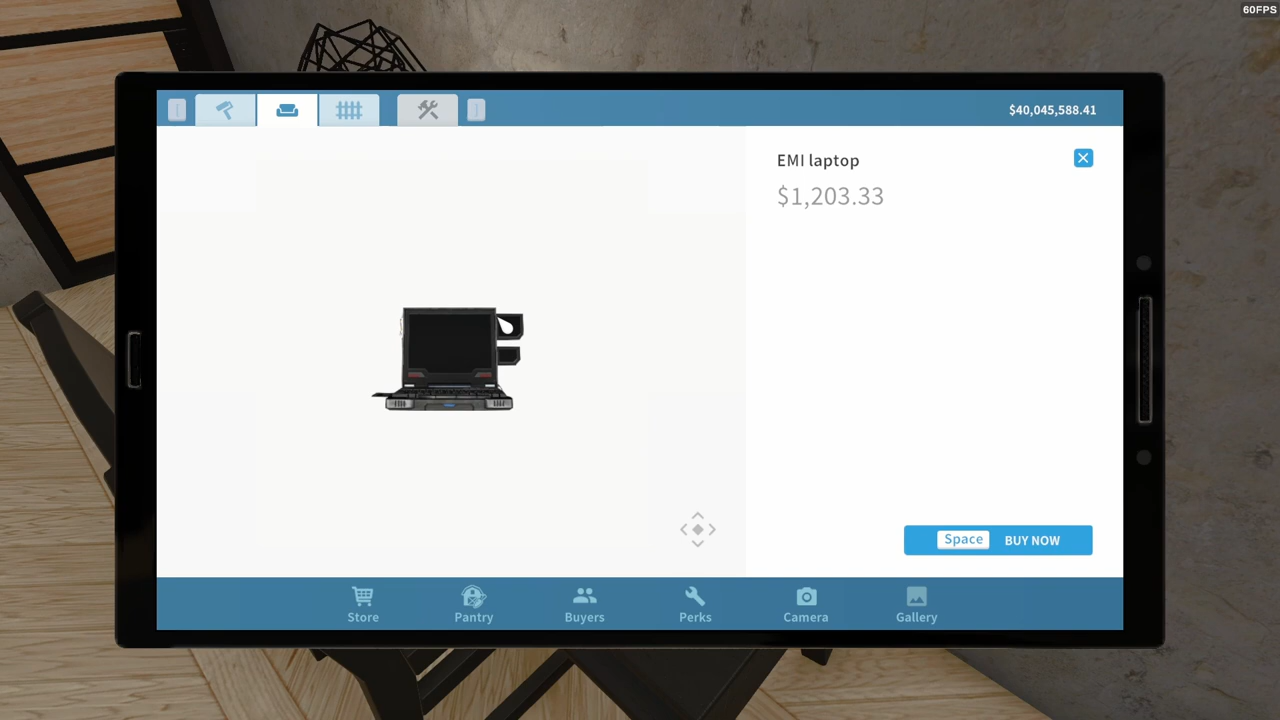 60FPS
$40,045,588.41
EMI laptop
$1,203.33
Space BUY NOW
Store Pantry Buyers Perks Camera Gallery